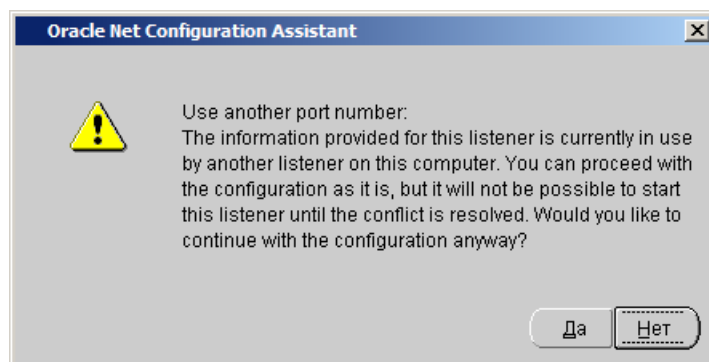 Oracle Net Configuration Assistant
Use another port number:
The information provided for this listener is currently in use
by another listener on this computer. You can proceed with
the configuration as it is, but it will not be possible to start
this listener until the conflict is resolved. Would you like to
continue with the configuration anyway?
Да
Нет